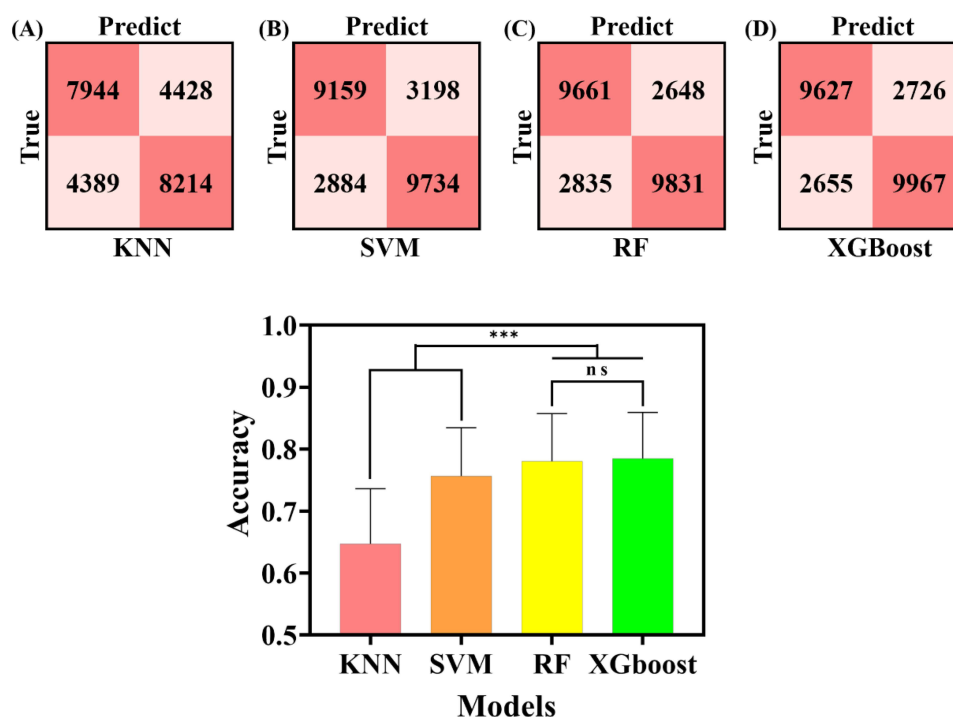 (A) Predict
True
7944 4428
4389 8214
KNN
(B) Predict
True
9159 3198
2884 9734
SVM
(C) Predict
True
9661 2648
2835 9831
RF
(D) Predict
True
9627 2726
2655 9967
XGBoost
Accuracy
1.0
0.9
0.8
0.7
0.6
0.5
***
n s
KNN SVM RF XGboost
Models